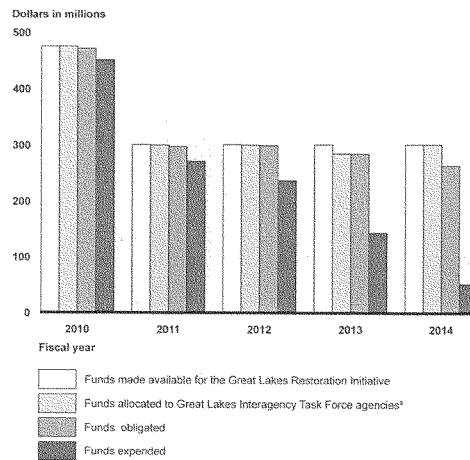 Dollars in millions
500
400
300
200
100
0
2010 2011 2012 2013 2014
Fiscal year
Funds made available for the Great Lakes Restoration Initiative
Funds allocated to Great Lakes Interagency Task Force agenciesª
Funds obligated
Funds expended